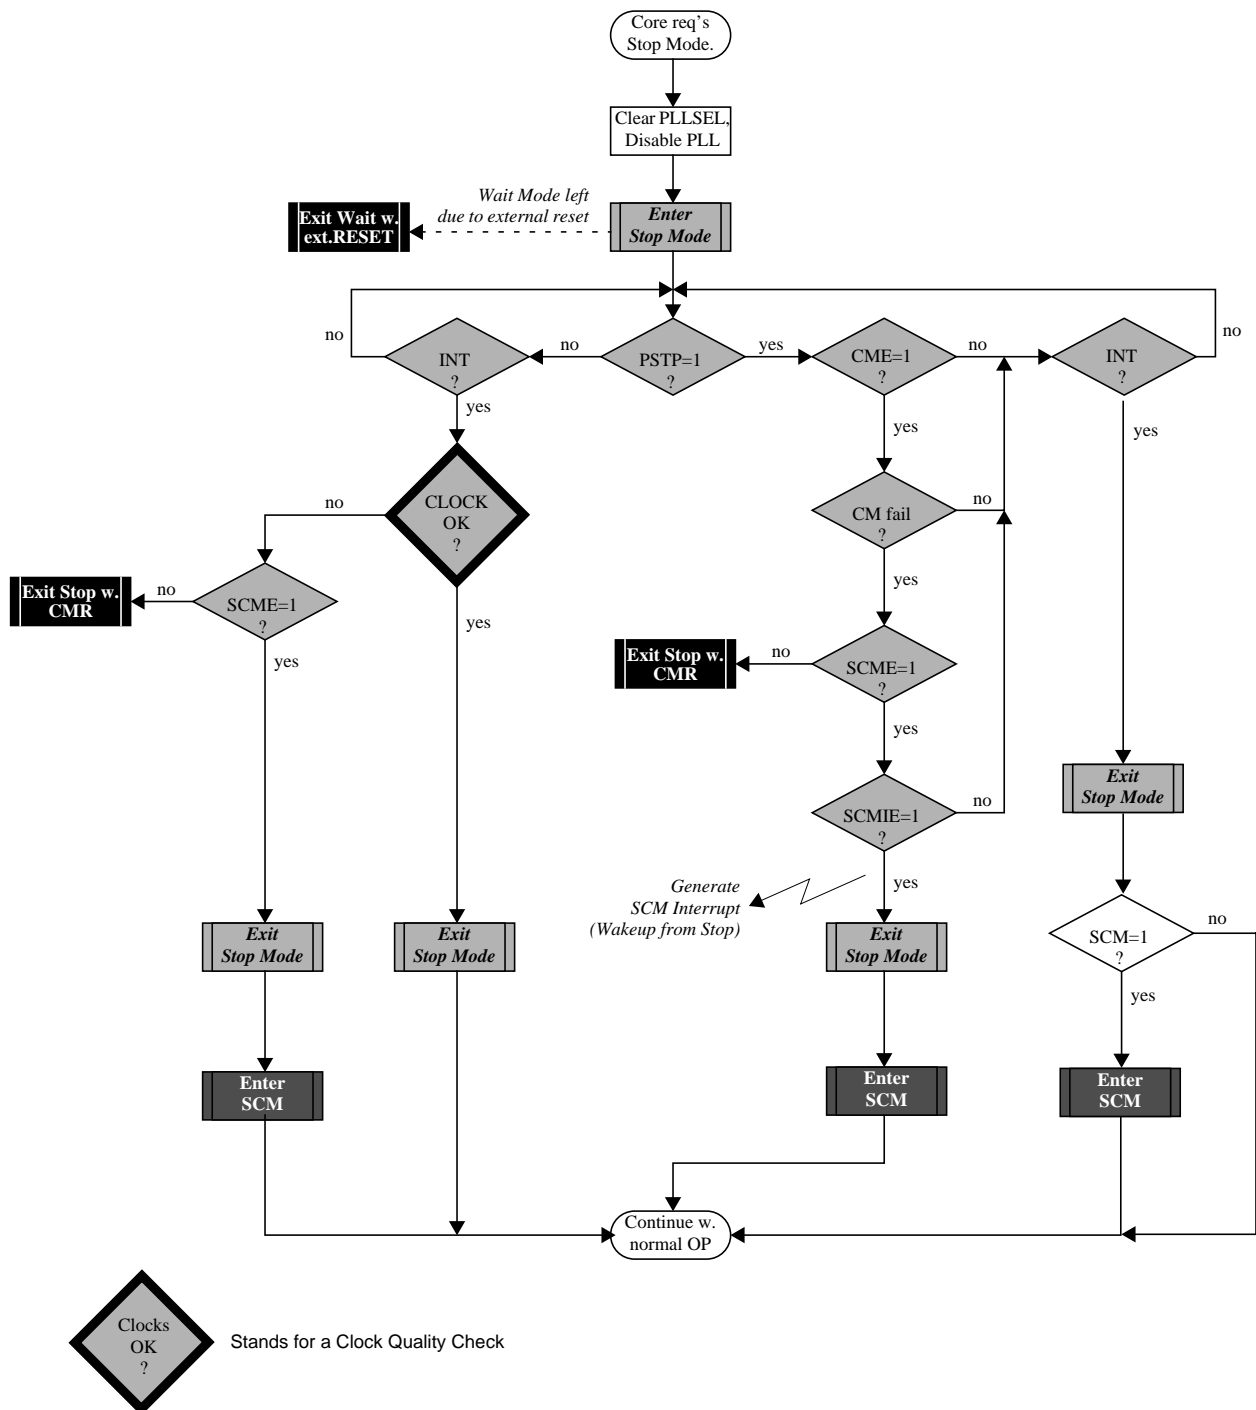 Core req's
Stop Mode.
Clear PLLSEL,
Disable PLL
Wait Mode left
due to external reset
Exit Wait w.
ext.RESET
Enter
Stop Mode
no
INT
?
no
PSTP=1
?
yes
CME=1
?
no
INT
?
no
yes
yes
yes
CLOCK
OK
?
no
CM fail
?
no
Exit Stop w.
CMR
no
SCME=1
?
yes
yes
yes
Exit Stop w.
CMR
no
SCME=1
?
yes
yes
Exit
Stop Mode
SCMIE=1
?
no
Generate
SCM Interrupt
(Wakeup from Stop)
yes
Exit
Stop Mode
Exit
Stop Mode
Exit
Stop Mode
SCM=1
?
no
yes
Enter
SCM
Enter
SCM
Enter
SCM
Continue w.
normal OP
Clocks
OK
?
Stands for a Clock Quality Check